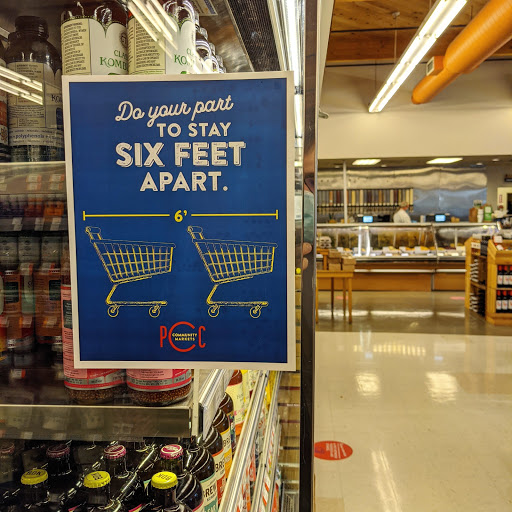 Do your part
TO STAY
SIX FEET
APART.
6'
PCC
COMMUNITY
MARKETS